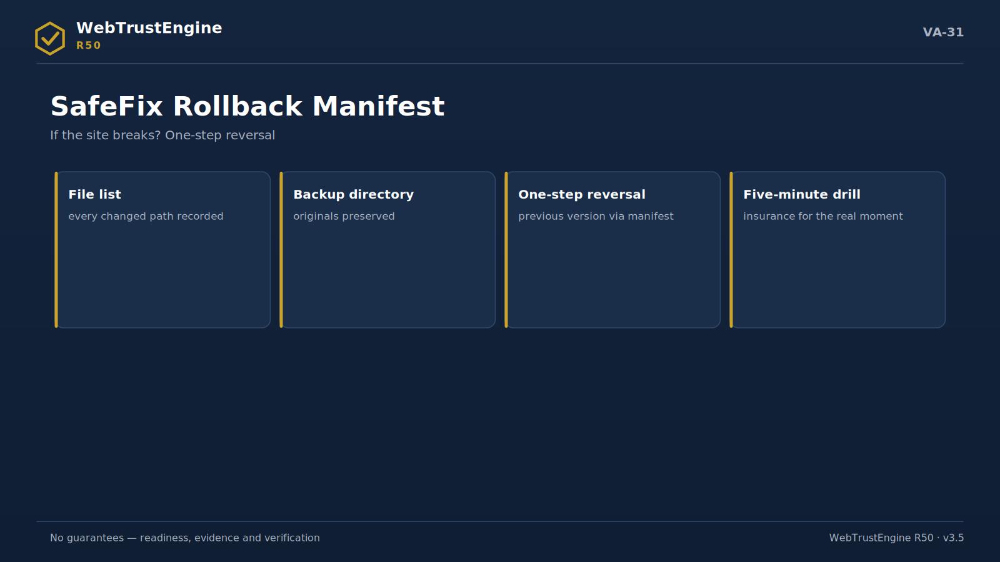 WebTrustEngine
R50
VA-31
SafeFix Rollback Manifest
If the site breaks? One-step reversal
File list
every changed path recorded
Backup directory
originals preserved
One-step reversal
previous version via manifest
Five-minute drill
insurance for the real moment
No guarantees — readiness, evidence and verification
WebTrustEngine R50 · v3.5